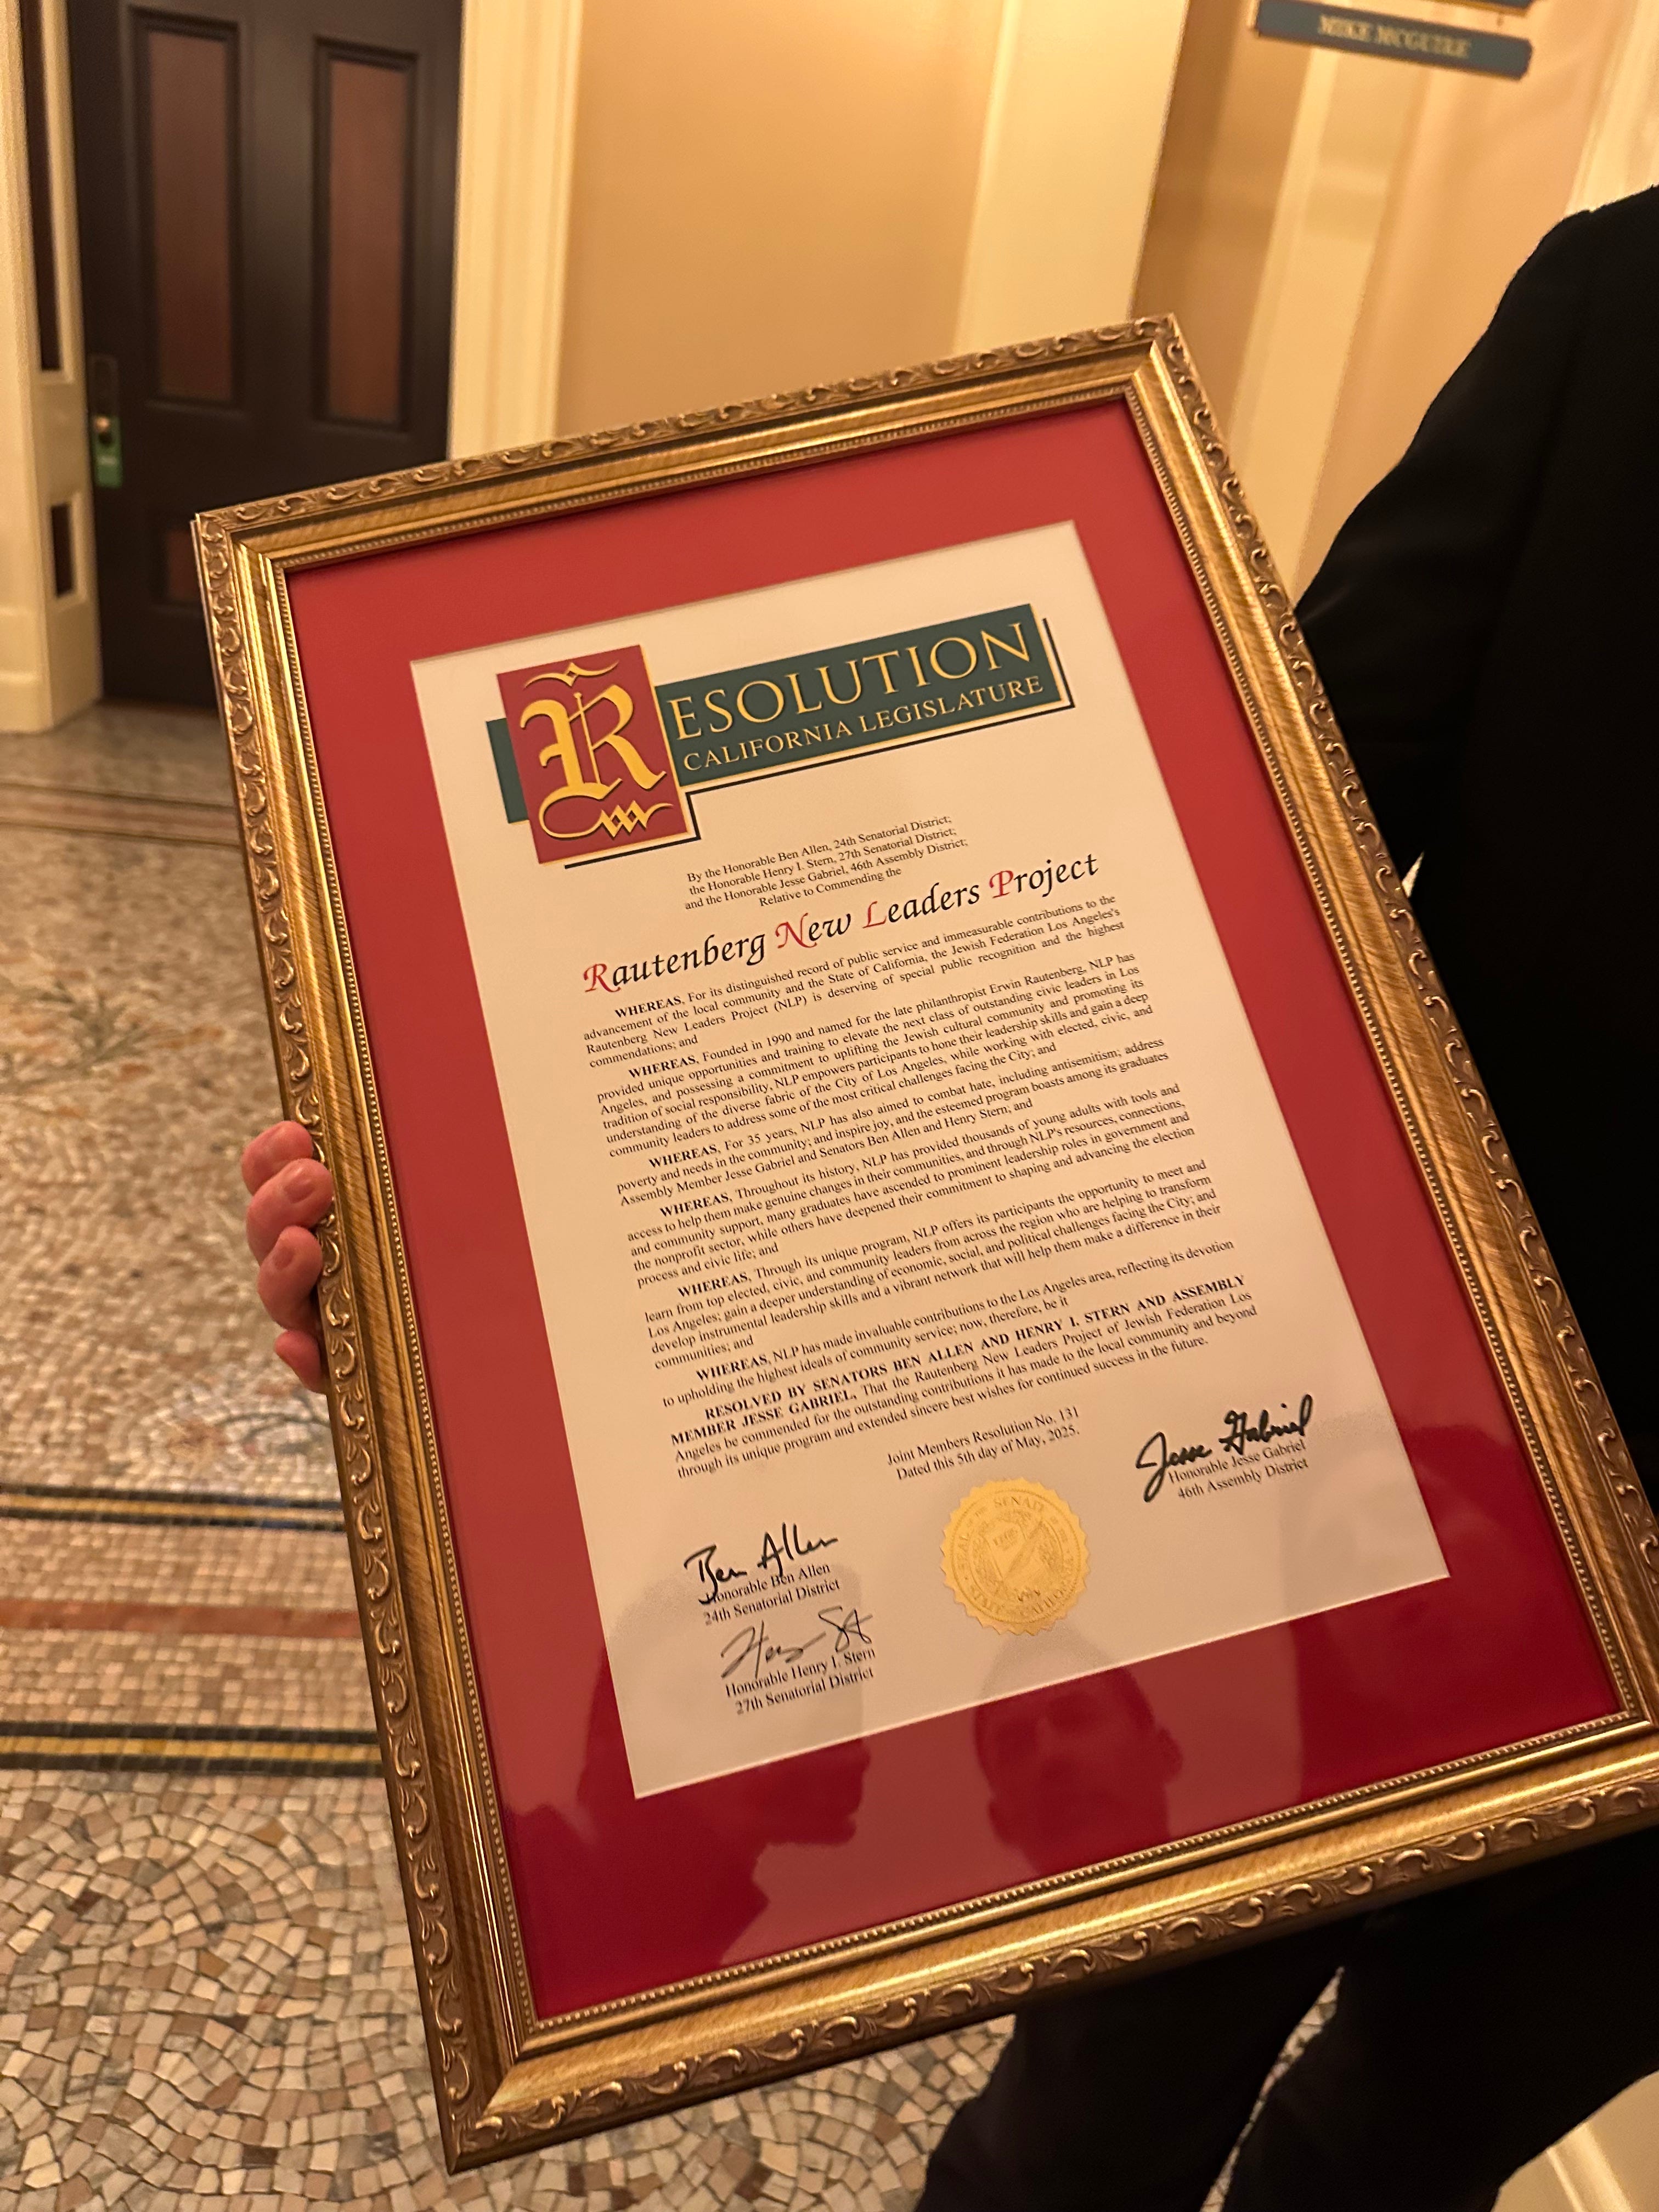 MIKE MCGUIRE
RESOLUTION
CALIFORNIA LEGISLATURE
By the Honorable Ben Allen, 24th Senatorial District;
the Honorable Henry I. Stern, 27th Senatorial District;
and the Honorable Jesse Gabriel, 46th Assembly District;
Relative to Commending the
Rautenberg New Leaders Project
WHEREAS, For its distinguished record of public service and immeasurable contributions to the
advancement of the local community and the State of California, the Jewish Federation Los Angeles's
Rautenberg New Leaders Project (NLP) is deserving of special public recognition and the highest
commendations; and
WHEREAS, Founded in 1990 and named for the late philanthropist Erwin Rautenberg, NLP has
provided unique opportunities and training to elevate the next class of outstanding civic leaders in Los
Angeles, and possessing a commitment to uplifting the Jewish cultural community and promoting its
tradition of social responsibility, NLP empowers participants to hone their leadership skills and gain a deep
understanding of the diverse fabric of the City of Los Angeles, while working with elected, civic, and
community leaders to address some of the most critical challenges facing the City; and
WHEREAS, For 35 years, NLP has also aimed to combat hate, including antisemitism; address
poverty and needs in the community; and inspire joy, and the esteemed program boasts among its graduates
Assembly Member Jesse Gabriel and Senators Ben Allen and Henry Stern; and
WHEREAS, Throughout its history, NLP has provided thousands of young adults with tools and
access to help them make genuine changes in their communities, and through NLP's resources, connections,
and community support, many graduates have ascended to prominent leadership roles in government and
the nonprofit sector, while others have deepened their commitment to shaping and advancing the election
process and civic life; and
WHEREAS, Through its unique program, NLP offers its participants the opportunity to meet and
learn from top elected, civic, and community leaders from across the region who are helping to transform
Los Angeles; gain a deeper understanding of economic, social, and political challenges facing the City; and
develop instrumental leadership skills and a vibrant network that will help them make a difference in their
communities; and
WHEREAS, NLP has made invaluable contributions to the Los Angeles area, reflecting its devotion
to upholding the highest ideals of community service; now, therefore, be it
RESOLVED BY SENATORS BEN ALLEN AND HENRY I. STERN AND ASSEMBLY
MEMBER JESSE GABRIEL, That the Rautenberg New Leaders Project of Jewish Federation Los
Angeles be commended for the outstanding contributions it has made to the local community and beyond
through its unique program and extended sincere best wishes for continued success in the future.
Joint Members Resolution No. 131
Dated this 5th day of May, 2025.
Jesse Gabriel
Honorable Jesse Gabriel
46th Assembly District
Ben Allen
Honorable Ben Allen
24th Senatorial District
Honorable Henry I. Stern
27th Senatorial District
SENATE